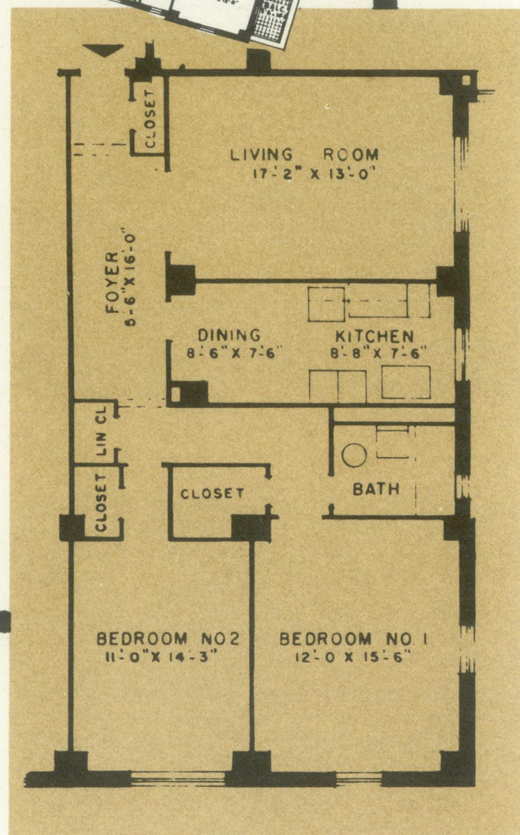 CLOSET
LIVING ROOM
17'-2" X 13'-0"
FOYER
5'-6" X 16'-0"
DINING
8'-6" X 7'-6"
KITCHEN
8'-8" X 7'-6"
LIN CL
CLOSET
CLOSET
BATH
BEDROOM NO 2
11'-0" X 14'-3"
BEDROOM NO. 1
12'-0 X 15'-6"